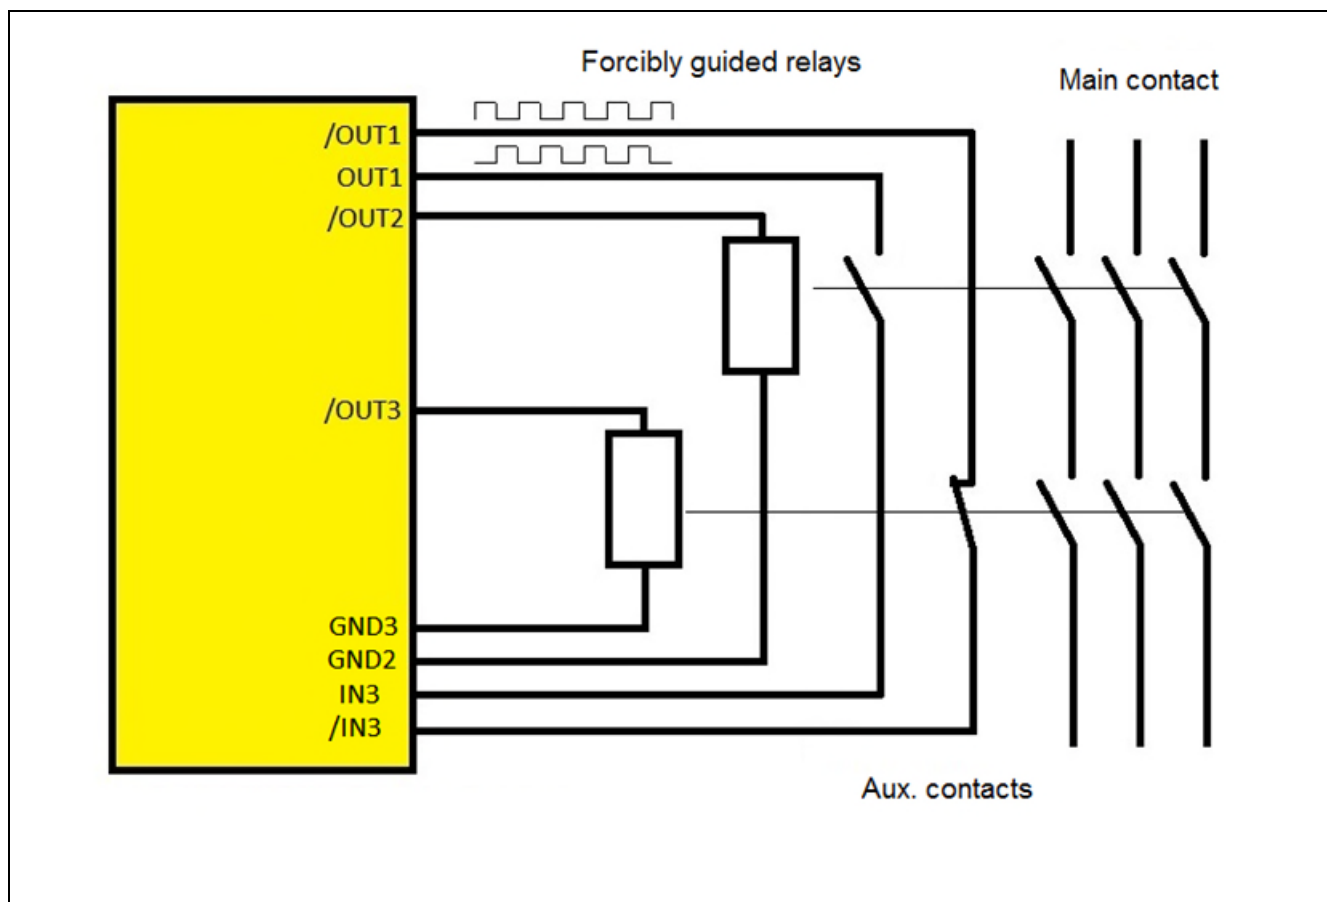 Forcibly guided relays
Main contact
/OUT1
OUT1
/OUT2
/OUT3
GND3
GND2
IN3
/IN3
Aux. contacts